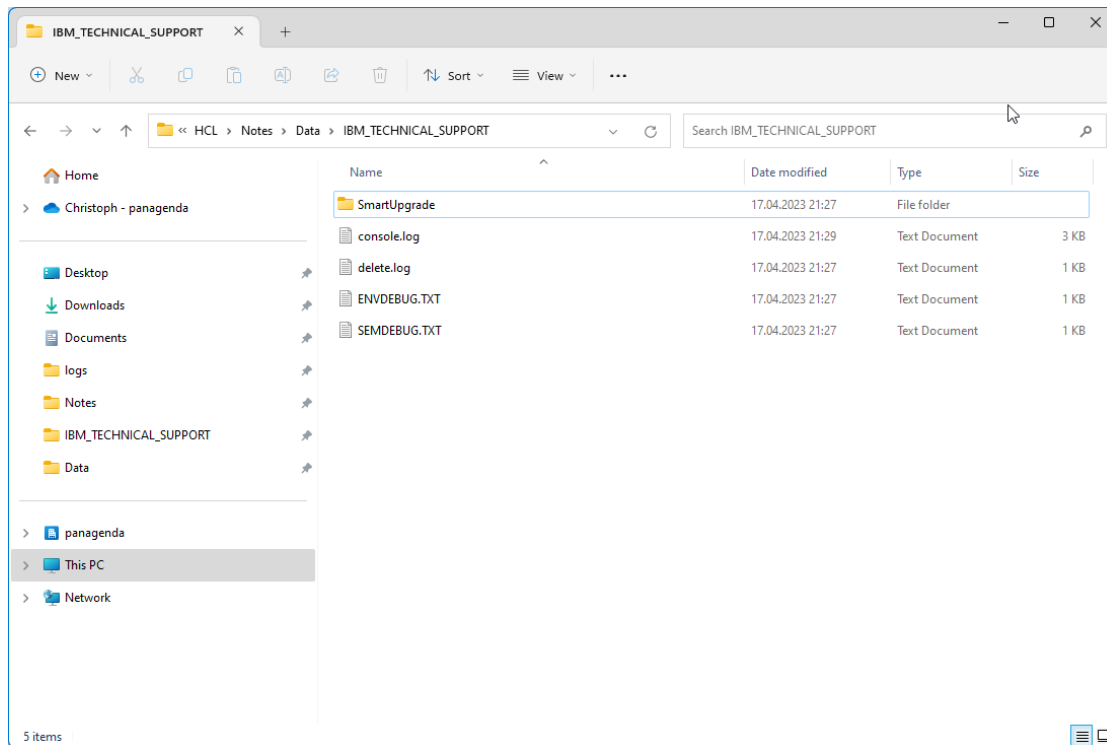 IBM_TECHNICAL_SUPPORT
New
Sort
View
« HCL > Notes > Data > IBM_TECHNICAL_SUPPORT
Search IBM_TECHNICAL_SUPPORT
Home
Christoph - panagenda
Desktop
Downloads
Documents
logs
Notes
IBM_TECHNICAL_SUPPORT
Data
panagenda
This PC
Network
Name Date modified Type Size
SmartUpgrade 17.04.2023 21:27 File folder
console.log 17.04.2023 21:29 Text Document 3 KB
delete.log 17.04.2023 21:27 Text Document 1 KB
ENVDEBUG.TXT 17.04.2023 21:27 Text Document 1 KB
SEMDEBUG.TXT 17.04.2023 21:27 Text Document 1 KB
5 items